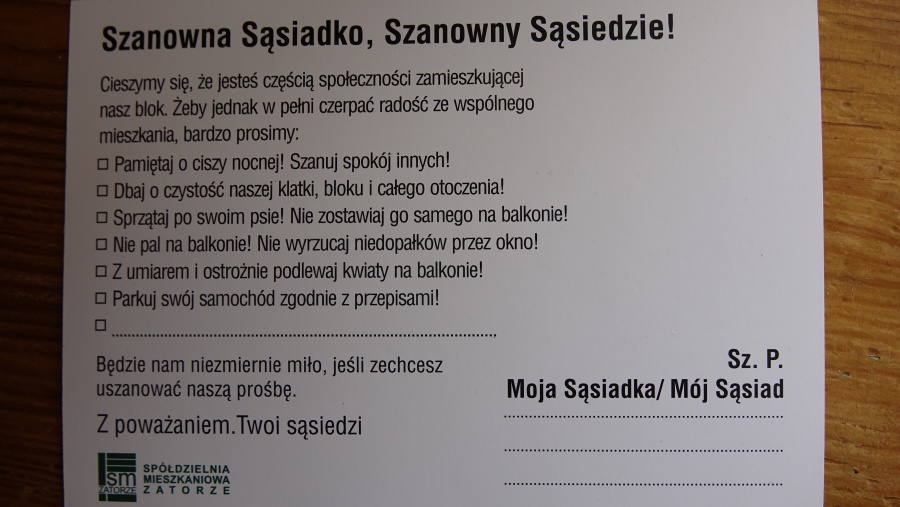 Szanowna Sąsiadko, Szanowny Sąsiedzie!
Cieszymy się, że jesteś częścią społeczności zamieszkującej
nasz blok. Żeby jednak w pełni czerpać radość ze wspólnego
mieszkania, bardzo prosimy:
□ Pamiętaj o ciszy nocnej! Szanuj spokój innych!
□ Dbaj o czystość naszej klatki, bloku i całego otoczenia!
□ Sprzątaj po swoim psie! Nie zostawiaj go samego na balkonie!
□ Nie pal na balkonie! Nie wyrzucaj niedopałków przez okno!
□ Z umiarem i ostrożnie podlewaj kwiaty na balkonie!
□ Parkuj swój samochód zgodnie z przepisami!
□ ........................................
Będzie nam niezmiernie miło, jeśli zechcesz
uszanować naszą prośbę.
Z poważaniem.Twoi sąsiedzi
Sz. P.
Moja Sąsiadka/ Mój Sąsiad
sm
ZATORZE
SPÓŁDZIELNIA
MIESZKANIOWA
ZATORZE